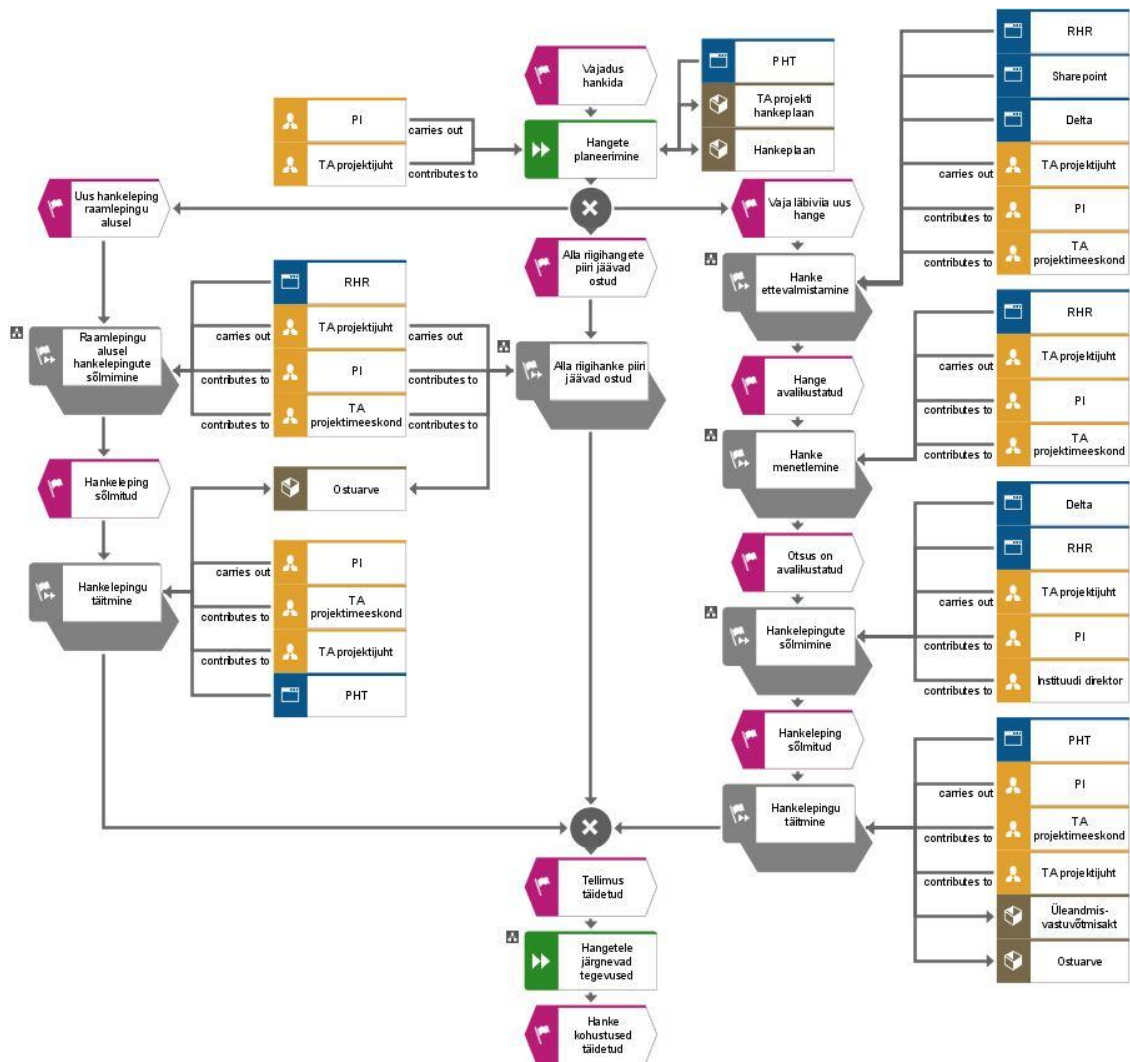 RHR
Sharepoint
Delta
TA projektijuht
carries out
PI
contributes to
TA
projektimeeskond
contributes to
Vajadus
hankida
PHT
TA projekti
hankeplaan
Hankeplaan
PI
carries out
TA projektijuht
contributes to
Hangete
planeerimine
Uus hankeleping
raamlepingu
alusel
Vaja läbi viia uus
hange
Alla riigihangete
piiri jäävad
ostud
Hanke
ettevalmistamine
RHR
TA projektijuht
carries out
carries out
PI
contributes to
contributes to
TA
projektimeeskond
contributes to
contributes to
Raamlepingu
alusel
hankelepingute
sõlmimine
Alla riigihanke piiri
jäävad ostud
RHR
TA projektijuht
carries out
PI
contributes to
TA
projektimeeskond
contributes to
Hange
avalikustatud
Hanke
menetlemine
Hankeleping
sõlmitud
Ostuarve
Delta
RHR
TA projektijuht
carries out
PI
Instituudi direktor
contributes to
Otsus on
avalikustatud
Hankelepingu
täitmine
PI
carries out
TA
projektimeeskond
contributes to
TA projektijuht
contributes to
PHT
Hankelepingute
sõlmimine
Hankeleping
sõlmitud
PHT
PI
carries out
TA
projektimeeskond
contributes to
TA projektijuht
contributes to
Üleandmis-
vastuvõtmisakt
Ostuarve
Hankelepingu
täitmine
Tellimus
täidetud
Hangetele
järgnevad
tegevused
Hanke
kohustused
täidetud